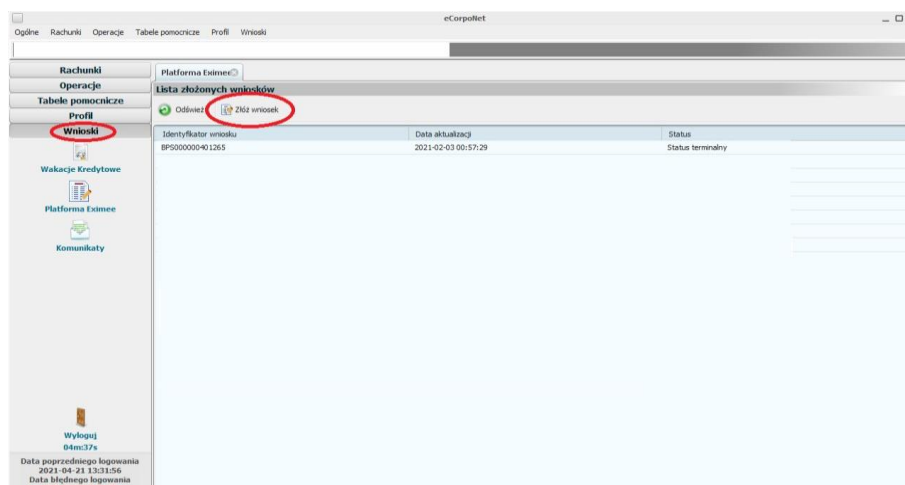 eCorpoNet
Ogólne Rachunki Operacje Tabele pomocnicze Profil Wnioski
Rachunki
Operacje
Tabele pomocnicze
Profil
Wnioski
Wakacje Kredytowe
Platforma Eximee
Komunikaty
Wyloguj
04m:37s
Data poprzedniego logowania
2021-04-21 13:31:56
Data błędnego logowania
Platforma Eximee
Lista złożonych wniosków
Odśwież Złóż wniosek
Identyfikator wniosku Data aktualizacji Status
BPS000000401265 2021-02-03 00:57:29 Status terminalny